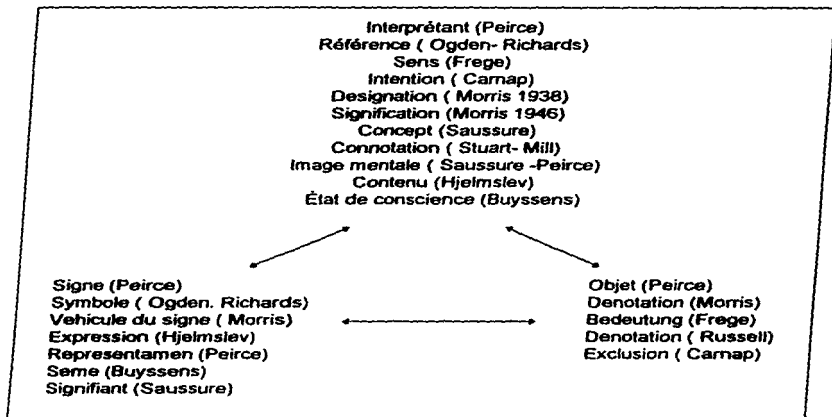 Interprétant (Peirce)
Référence ( Ogden- Richards)
Sens (Frege)
Intention ( Carnap)
Designation ( Morris 1938)
Signification (Morris 1946)
Concept (Saussure)
Connotation ( Stuart- Mill)
Image mentale ( Saussure -Peirce)
Contenu (Hjelmslev)
État de conscience (Buyssens)
Signe (Peirce)
Symbole ( Ogden. Richards)
Vehicule du signe ( Morris)
Expression (Hjelmslev)
Representamen (Peirce)
Seme (Buyssens)
Signifiant (Saussure)
Objet (Peirce)
Denotation (Morris)
Bedeutung (Frege)
Denotation ( Russell)
Exclusion ( Carnap)